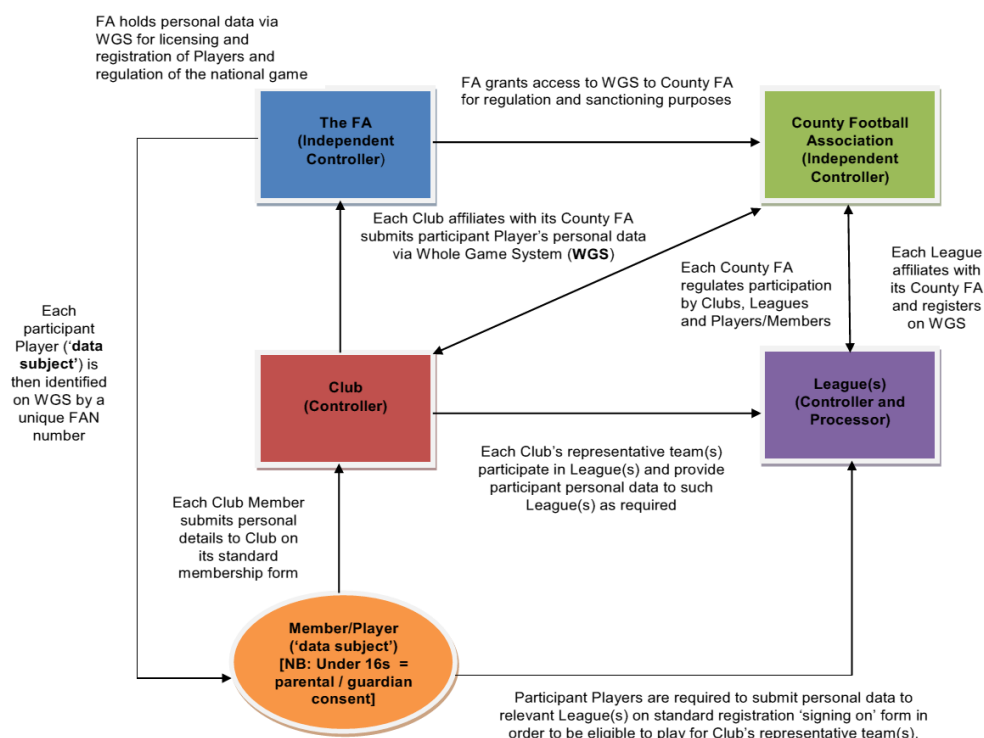 FA holds personal data via
WGS for licensing and
registration of Players and
regulation of the national game
FA grants access to WGS to County FA
for regulation and sanctioning purposes
The FA
(Independent
Controller)
County Football
Association
(Independent
Controller)
Each Club affiliates with its County FA
submits participant Player's personal data
via Whole Game System (WGS)
Each County FA
regulates participation
by Clubs, Leagues
and Players/Members
Each League
affiliates with
its County FA
and registers
on WGS
Each
participant
Player ('data
subject') is
then identified
on WGS by a
unique FAN
number
Club
(Controller)
League(s)
(Controller and
Processor)
Each Club's representative team(s)
participate in League(s) and provide
participant personal data to such
League(s) as required
Each Club Member
submits personal
details to Club on
its standard
membership form
Member/Player
('data subject')
[NB: Under 16s = 
parental / guardian
consent]
Participant Players are required to submit personal data to
relevant League(s) on standard registration 'signing on' form in
order to be eligible to play for Club's representative team(s).